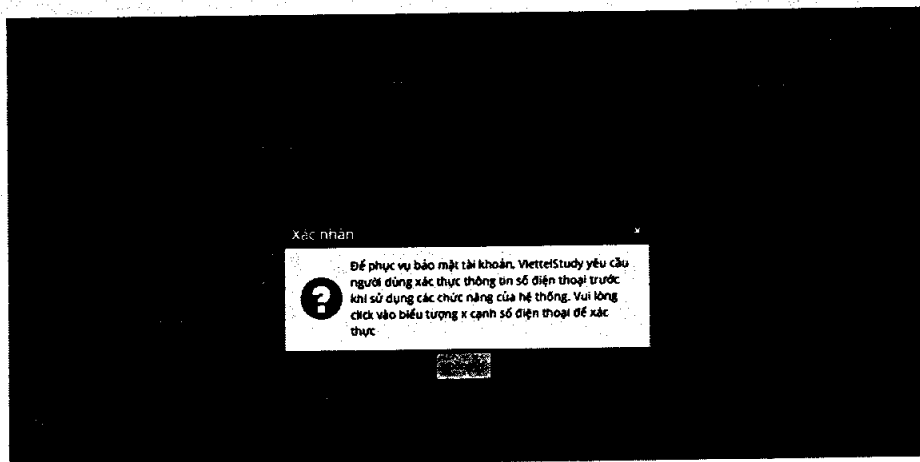 Xác nhận
Để phục vụ bảo mật tài khoản, ViettelStudy yêu cầu
người dùng xác thực thông tin số điện thoại trước
khi sử dụng các chức năng của hệ thống. Vui lòng
click vào biểu tượng x cạnh số điện thoại để xác
thực